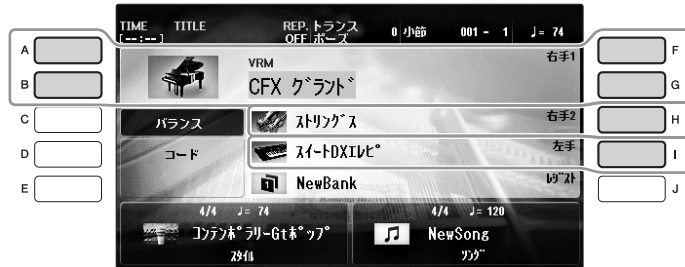 TIME TITLE REP. トランス
[--:--] OFF ポーズ 0 小節 001 - 1 ♩= 74
A F
右手1
VRM
B CFX グランド G
C バランス ストリングス 右手2 H
D コード スイートDXエレピ 左手 I
E NewBank レジスト J
4/4 ♩= 74 4/4 ♩= 120
コンテンポラリーGtポップ NewSong
スタイル ソング